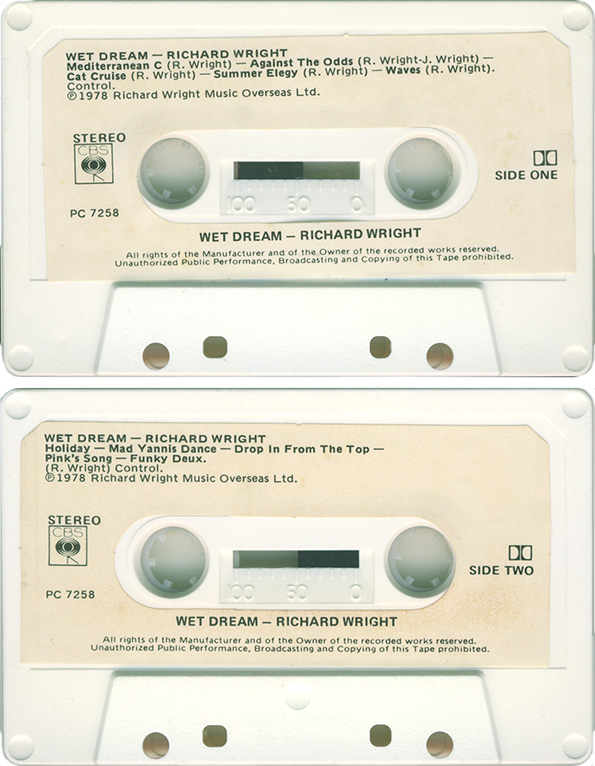 WET DREAM — RICHARD WRIGHT
Mediterranean C (R. Wright) — Against The Odds (R. Wright-J. Wright) —
Cat Cruise (R. Wright) — Summer Elegy (R. Wright) — Waves (R. Wright).
Control.
℗1978 Richard Wright Music Overseas Ltd.
STEREO
CBS
SIDE ONE
100 50 0
PC 7258
WET DREAM — RICHARD WRIGHT
All rights of the Manufacturer and of the Owner of the recorded works reserved.
Unauthorized Public Performance, Broadcasting and Copying of this Tape prohibited.
WET DREAM — RICHARD WRIGHT
Holiday — Mad Yannis Dance — Drop In From The Top —
Pink's Song — Funky Deux.
(R. Wright) Control.
℗1978 Richard Wright Music Overseas Ltd.
STEREO
CBS
SIDE TWO
100 50 0
PC 7258
WET DREAM — RICHARD WRIGHT
All rights of the Manufacturer and of the Owner of the recorded works reserved.
Unauthorized Public Performance, Broadcasting and Copying of this Tape prohibited.